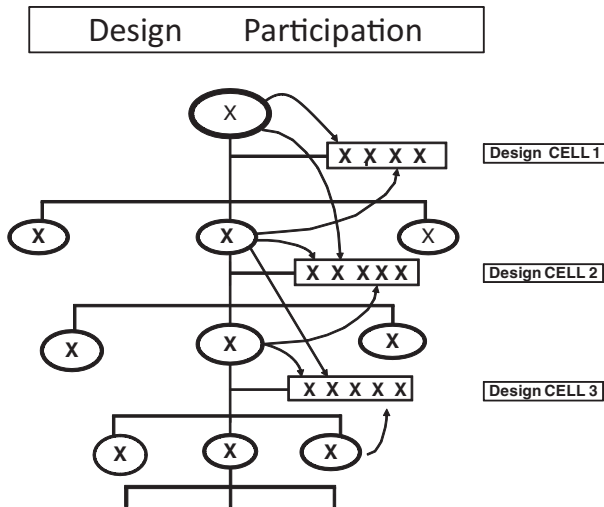 Design Participation
X
X X X X
Design CELL 1
X X X
X X X X X
Design CELL 2
X X X
X X X X X
Design CELL 3
X X X